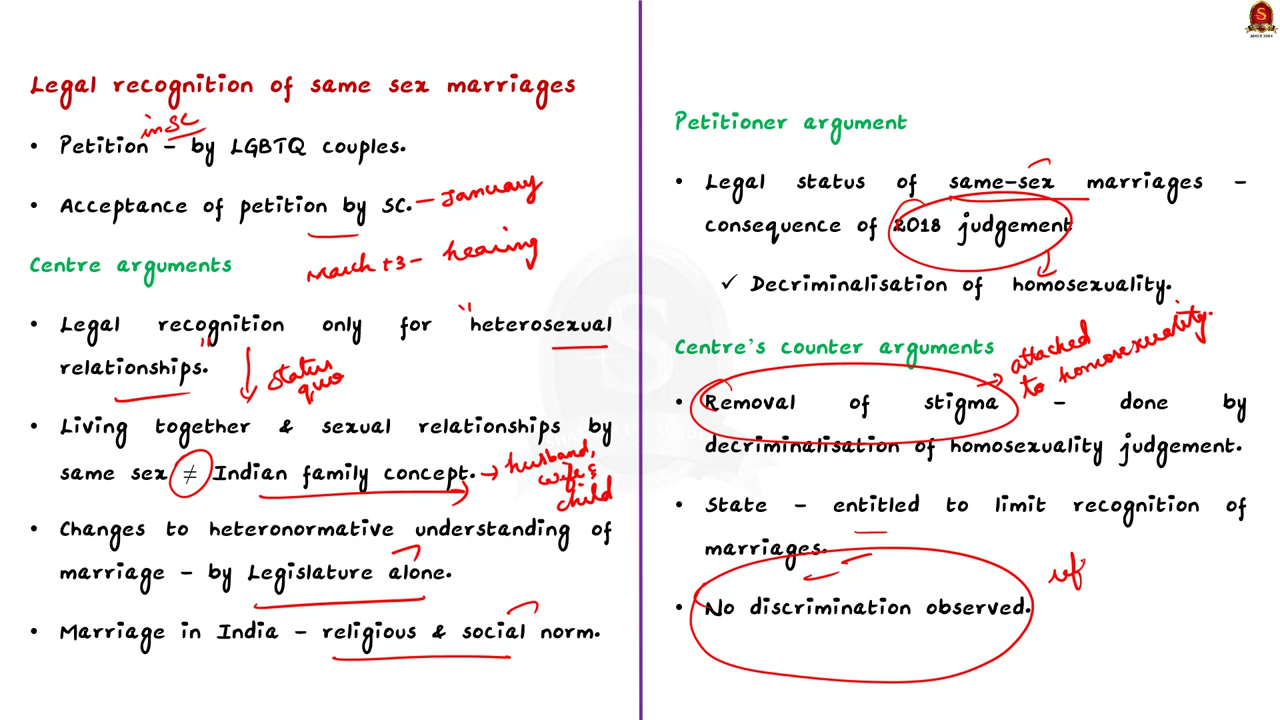 Legal recognition of same sex marriages
in SC
• Petition – by LGBTQ couples.
• Acceptance of petition by SC. – January
March 13 – hearing
Centre arguments
• Legal recognition only for "heterosexual
relationships."
Status
quo
• Living together & sexual relationships by
same sex ≠ Indian family concept. → husband,
wife &
child
• Changes to heteronormative understanding of
marriage – by Legislature alone.
• Marriage in India – religious & social norm.
Petitioner argument
• Legal status of same-sex marriages –
consequence of 2018 judgement
✓ Decriminalisation of homosexuality.
Centre's counter arguments
→ attached
to homosexuality.
• Removal of stigma – done by
decriminalisation of homosexuality judgement.
• State – entitled to limit recognition of
marriages.
• No discrimination observed.
S
SINCE 2004